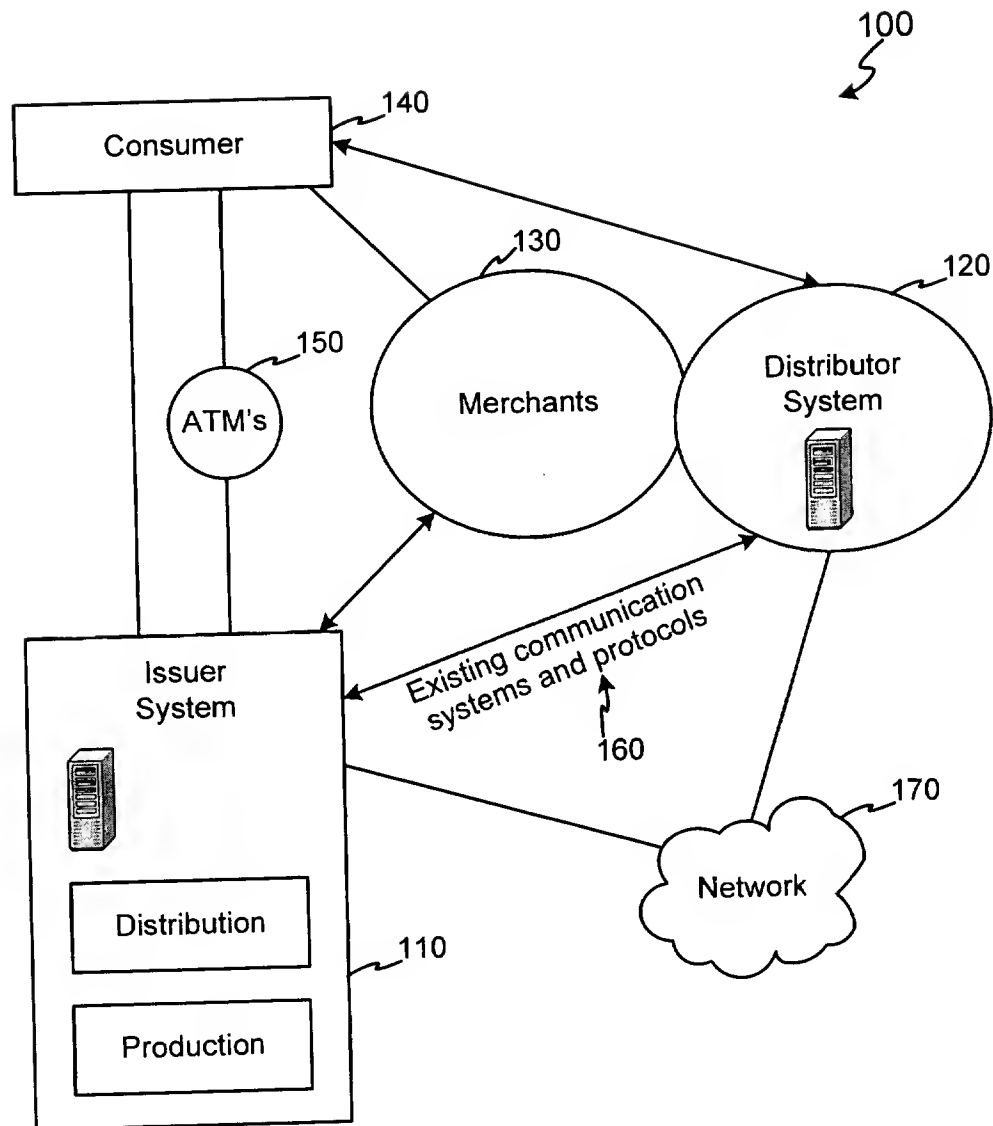 100
140
Consumer
130
120
150
ATM's
Merchants
Distributor
System
Issuer
System
Existing communication
systems and protocols
160
170
Network
Distribution
110
Production